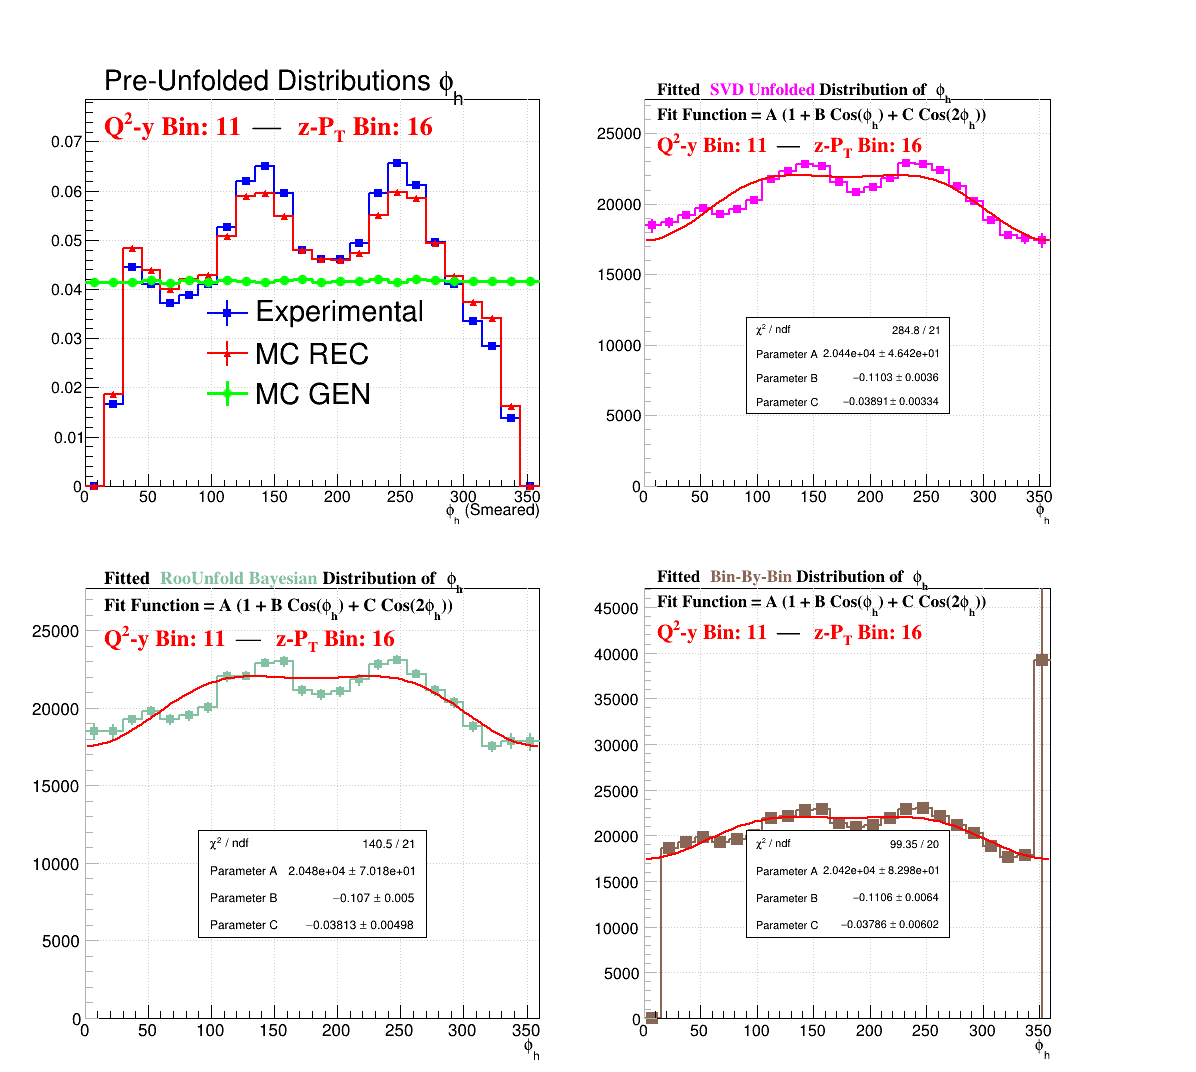 Pre-Unfolded Distributions ϕh
Q2-y Bin: 11 — z-PT Bin: 16
0.07
0.06
0.05
0.04
0.03
0.02
0.01
0
Experimental
MC REC
MC GEN
0 50 100 150 200 250 300 350
ϕh (Smeared)
Fitted SVD Unfolded Distribution of ϕh
Fit Function = A (1 + B Cos(ϕh) + C Cos(2ϕh))
Q2-y Bin: 11 — z-PT Bin: 16
25000
20000
15000
10000
5000
0
χ2 / ndf 284.8 / 21
Parameter A 2.044e+04 ± 4.642e+01
Parameter B −0.1103 ± 0.0036
Parameter C −0.03891 ± 0.00334
0 50 100 150 200 250 300 350
ϕh
Fitted RooUnfold Bayesian Distribution of ϕh
Fit Function = A (1 + B Cos(ϕh) + C Cos(2ϕh))
Q2-y Bin: 11 — z-PT Bin: 16
25000
20000
15000
10000
5000
0
χ2 / ndf 140.5 / 21
Parameter A 2.048e+04 ± 7.018e+01
Parameter B −0.107 ± 0.005
Parameter C −0.03813 ± 0.00498
0 50 100 150 200 250 300 350
ϕh
Fitted Bin-By-Bin Distribution of ϕh
Fit Function = A (1 + B Cos(ϕh) + C Cos(2ϕh))
Q2-y Bin: 11 — z-PT Bin: 16
45000
40000
35000
30000
25000
20000
15000
10000
5000
0
χ2 / ndf 99.35 / 20
Parameter A 2.042e+04 ± 8.298e+01
Parameter B −0.1106 ± 0.0064
Parameter C −0.03786 ± 0.00602
0 50 100 150 200 250 300 350
ϕh